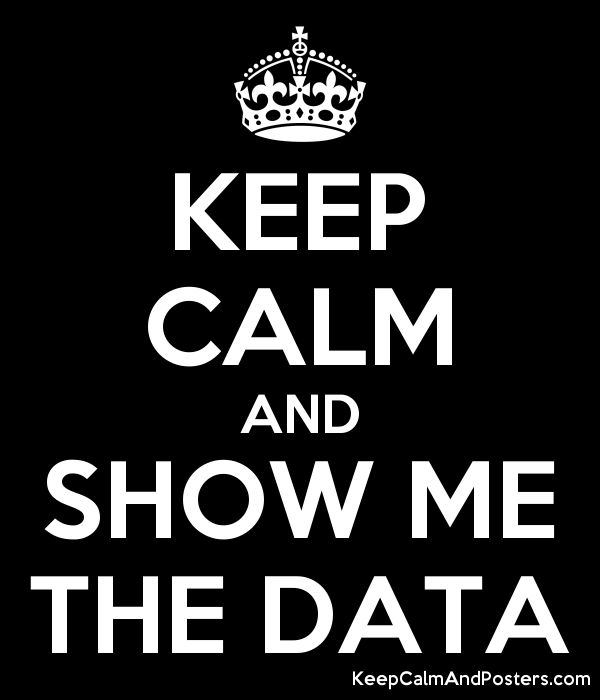 KEEP
CALM
AND
SHOW ME
THE DATA
KeepCalmAndPosters.com